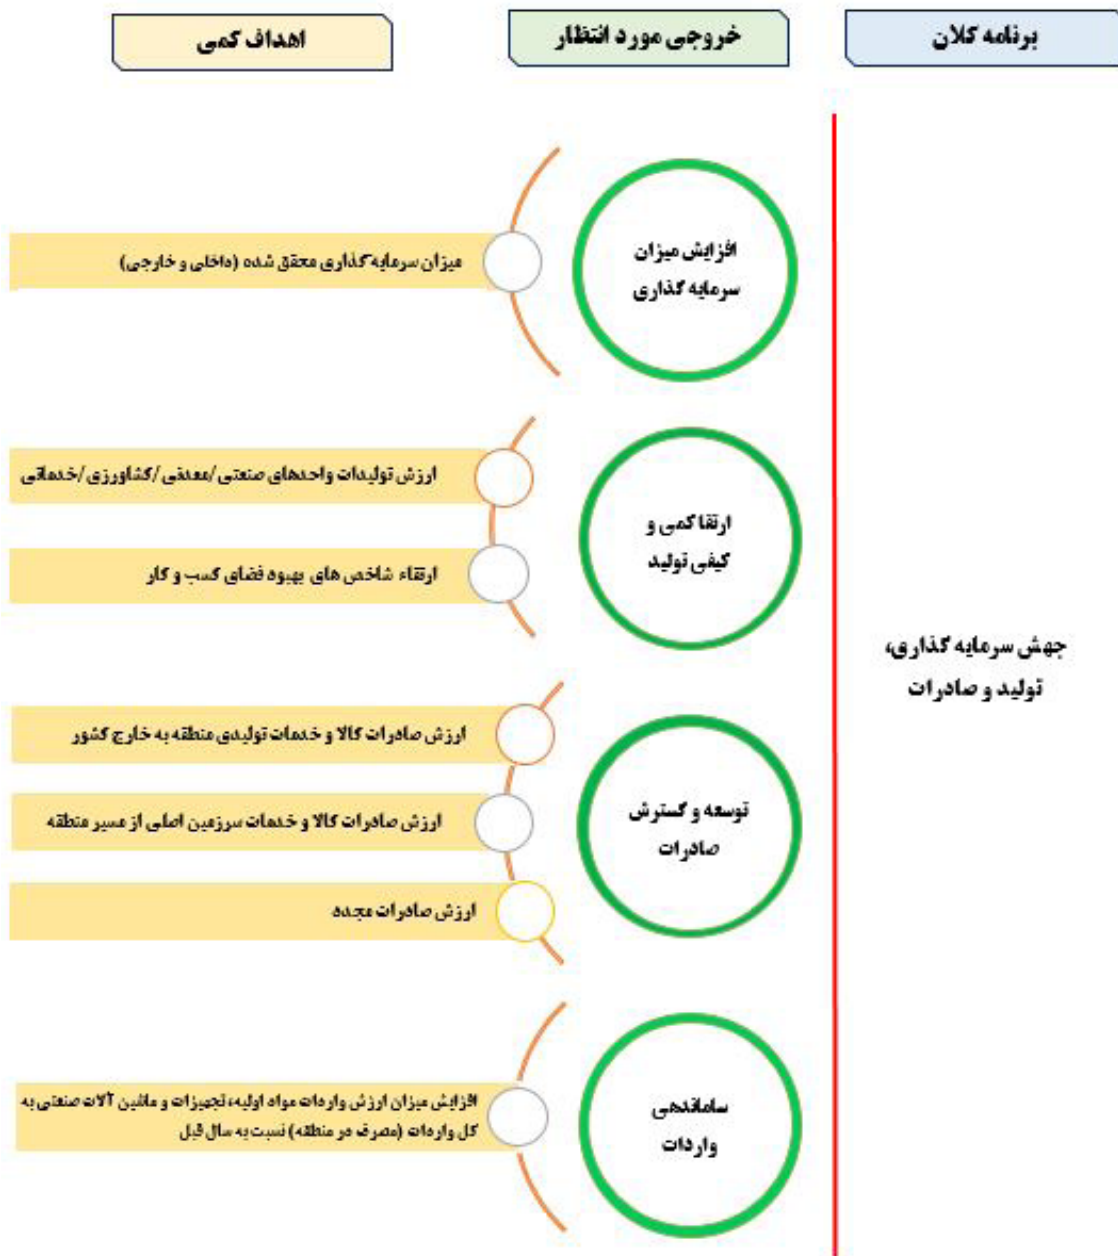 برنامه کلان
خروجی مورد انتظار
اهداف کمی
جهش سرمایه گذاری،
تولید و صادرات
افزایش میزان
سرمایه گذاری
میزان سرمایه گذاری محقق شده (داخلی و خارجی)
ارتقا کمی و
کیفی تولید
ارزش تولیدات واحدهای صنعتی/معدنی/کشاورزی/خدماتی
ارتقاء شاخص های بهبود فضای کسب و کار
توسعه و گسترش
صادرات
ارزش صادرات کالا و خدمات تولیدی منطقه به خارج کشور
ارزش صادرات کالا و خدمات سرزمین اصلی از مسیر منطقه
ارزش صادرات مجدد
ساماندهی
واردات
افزایش میزان ارزش واردات مواد اولیه، تجهیزات و ماشین آلات صنعتی به
کل واردات (مصرف در منطقه) نسبت به سال قبل